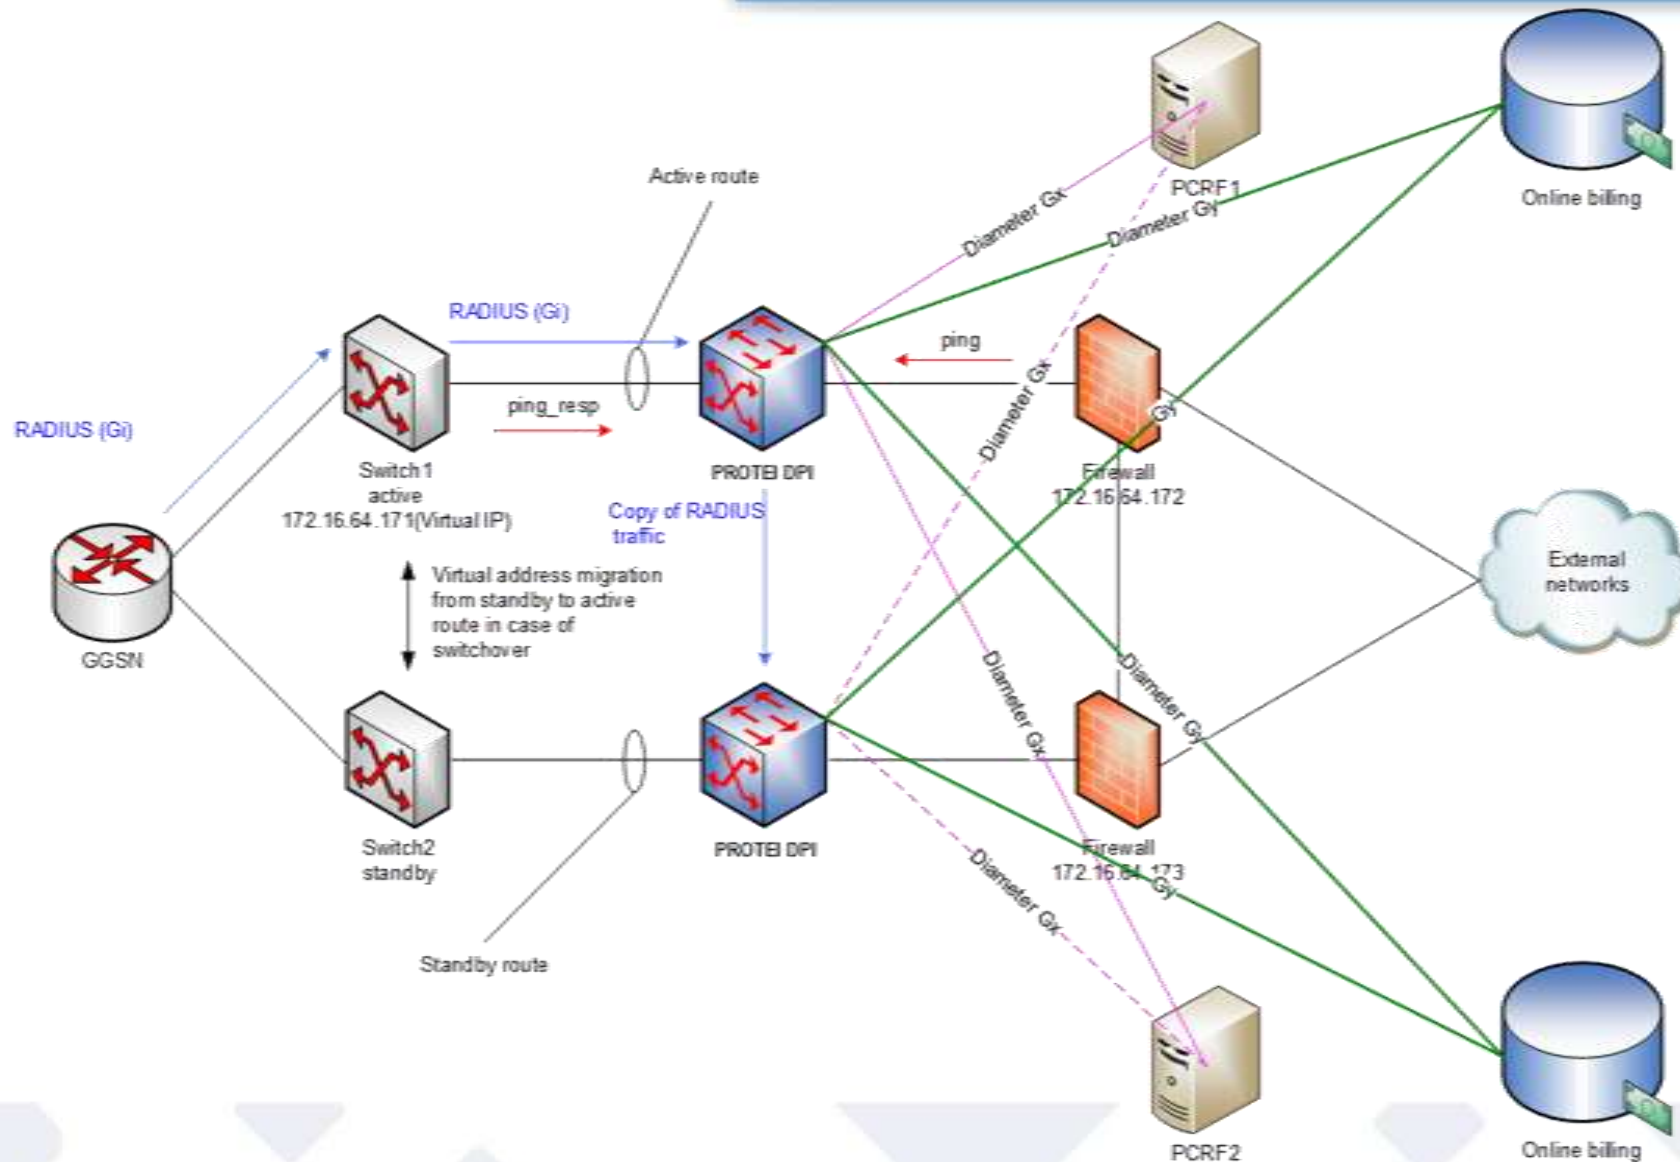 PCRF1
Online billing
Active route
Diameter Gx
Diameter Gy
RADIUS (Gi)
ping
ping_resp
Diameter Gx
Gy
RADIUS (Gi)
Switch1
active
172.16.64.171(Virtual IP)
PROTEI DPI
Firewall
172.16.64.172
Copy of RADIUS
traffic
Virtual address migration
from standby to active
route in case of
switchover
External
networks
GGSN
Diameter Gx
Diameter Gy
Switch2
standby
PROTEI DPI
Firewall
172.16.64.173
Gy
Diameter Gx
Standby route
PCRF2
Online billing